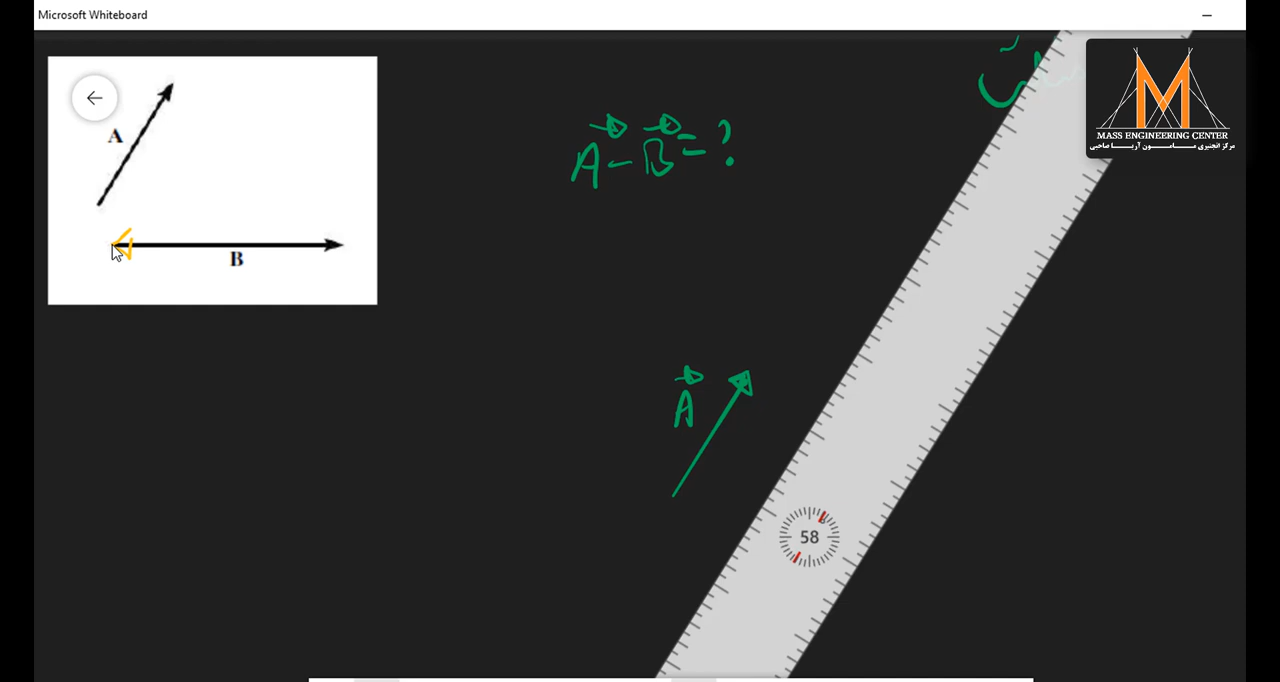 Microsoft Whiteboard
A
B
A - B = ?
A
58
MASS ENGINEERING CENTER